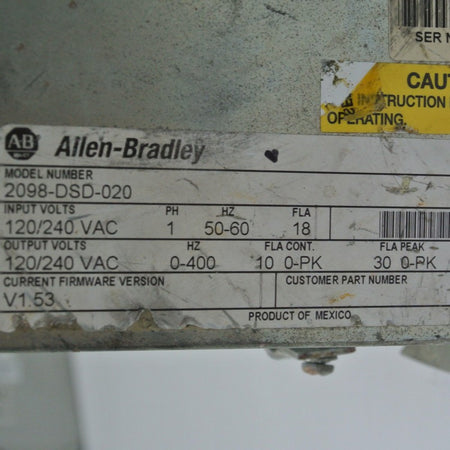 SER N
CAUT
INSTRUCTION
OPERATING.
AB Allen-Bradley
MODEL NUMBER
2098-DSD-020
INPUT VOLTS PH HZ FLA
120/240 VAC 1 50-60 18
OUTPUT VOLTS HZ FLA CONT. FLA PEAK
120/240 VAC 0-400 10 0-PK 30 0-PK
CURRENT FIRMWARE VERSION CUSTOMER PART NUMBER
V1.53
PRODUCT OF MEXICO